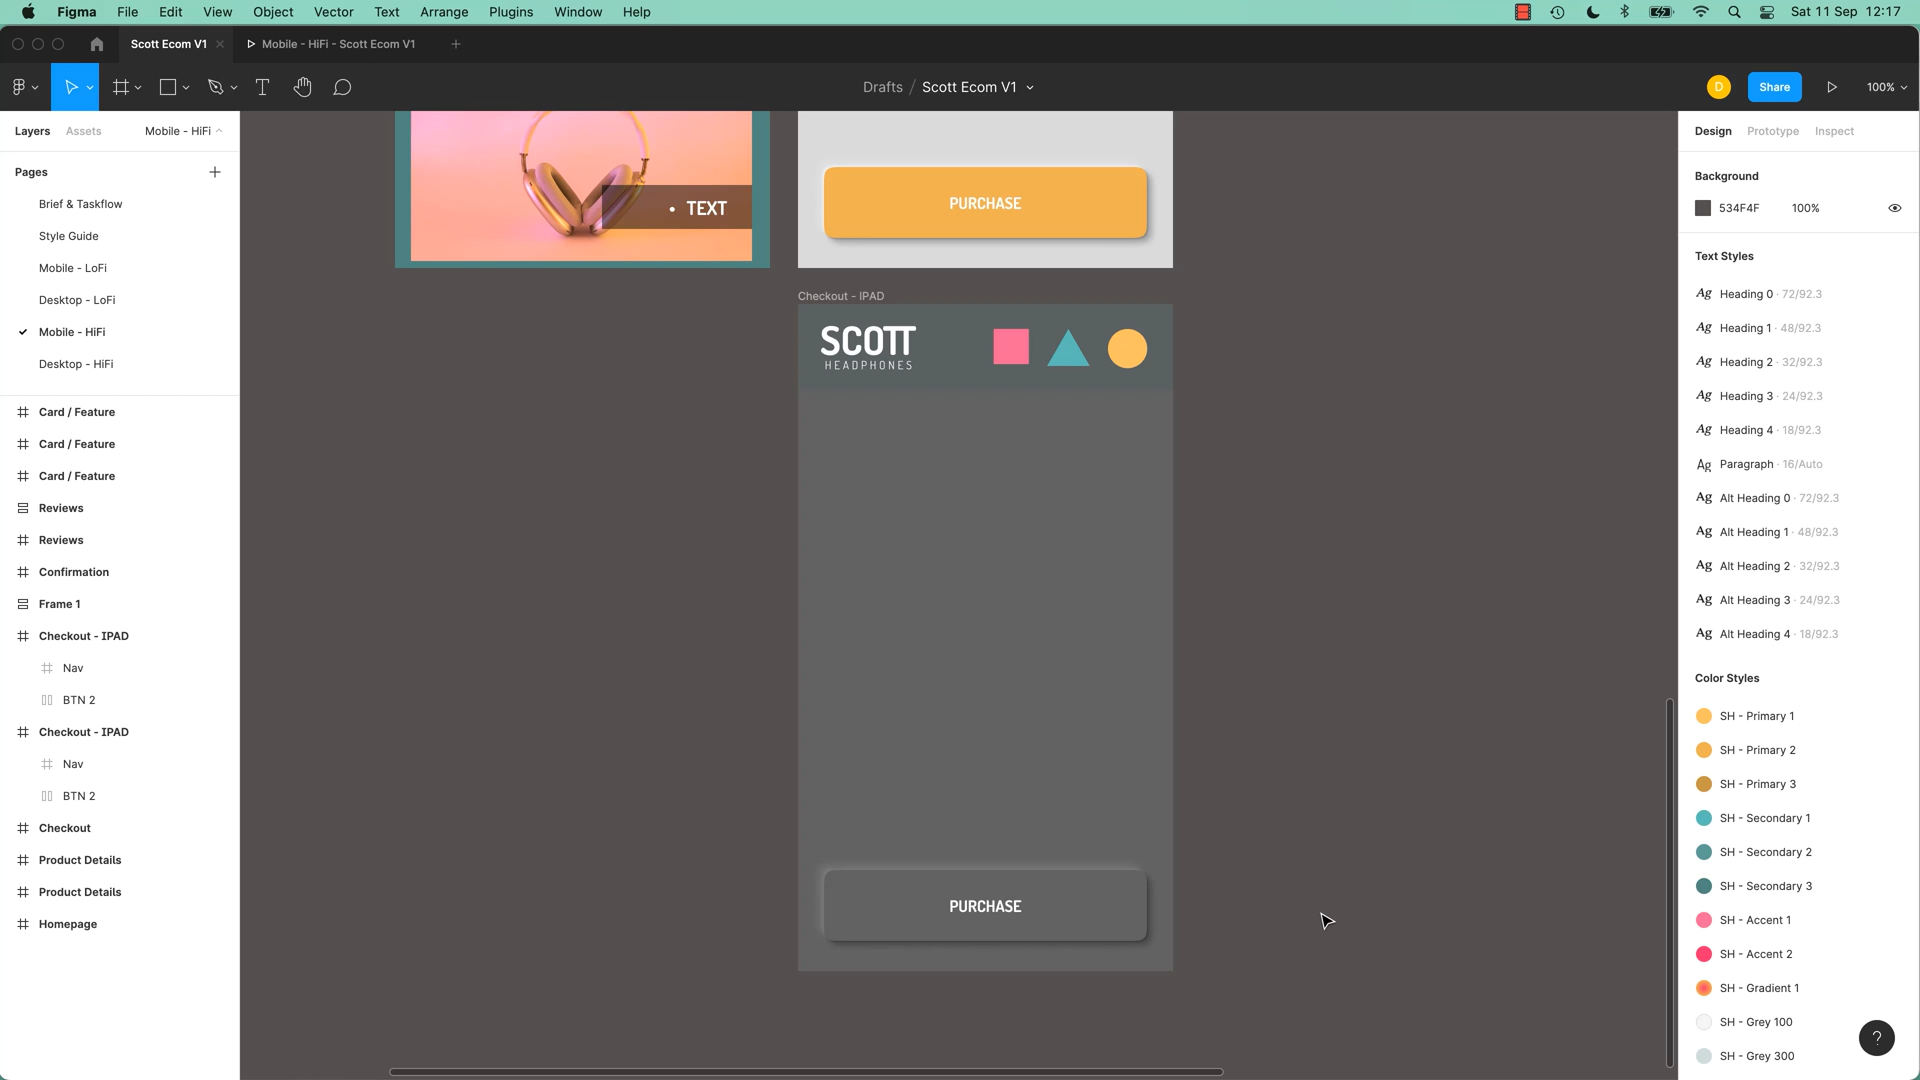 Figma File Edit View Object Vector Text Arrange Plugins Window Help
Sat 11 Sep 12:17
Scott Ecom V1
Mobile - HiFi - Scott Ecom V1
Drafts / Scott Ecom V1
D
Share
100%
Layers
Assets
Mobile - HiFi
Pages
Brief & Taskflow
Style Guide
Mobile - LoFi
Desktop - LoFi
Mobile - HiFi
Desktop - HiFi
Card / Feature
Card / Feature
Card / Feature
Reviews
Reviews
Confirmation
Frame 1
Checkout - IPAD
Nav
BTN 2
Checkout - IPAD
Nav
BTN 2
Checkout
Product Details
Product Details
Homepage
• TEXT
PURCHASE
Checkout - IPAD
SCOTT
HEADPHONES
PURCHASE
Design
Prototype
Inspect
Background
534F4F 100%
Text Styles
Ag Heading 0 · 72/92.3
Ag Heading 1 · 48/92.3
Ag Heading 2 · 32/92.3
Ag Heading 3 · 24/92.3
Ag Heading 4 · 18/92.3
Ag Paragraph · 16/Auto
Ag Alt Heading 0 · 72/92.3
Ag Alt Heading 1 · 48/92.3
Ag Alt Heading 2 · 32/92.3
Ag Alt Heading 3 · 24/92.3
Ag Alt Heading 4 · 18/92.3
Color Styles
SH - Primary 1
SH - Primary 2
SH - Primary 3
SH - Secondary 1
SH - Secondary 2
SH - Secondary 3
SH - Accent 1
SH - Accent 2
SH - Gradient 1
SH - Grey 100
SH - Grey 300
?